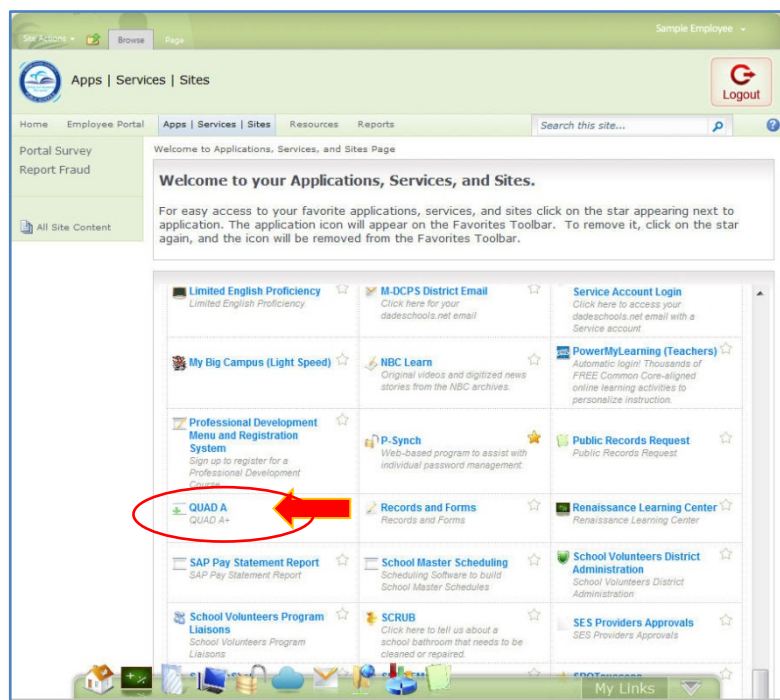 Sample Employee
Site Actions
Browse
Page
Apps | Services | Sites
Logout
Home Employee Portal Apps | Services | Sites Resources Reports
Search this site...
Portal Survey
Report Fraud
All Site Content
Welcome to Applications, Services, and Sites Page
Welcome to your Applications, Services, and Sites.
For easy access to your favorite applications, services, and sites click on the star appearing next to
application. The application icon will appear on the Favorites Toolbar. To remove it, click on the star
again, and the icon will be removed from the Favorites Toolbar.
Limited English Proficiency
Limited English Proficiency
M-DCPS District Email
Click here for your
dadeschools.net email
Service Account Login
Click here to access your
dadeschools.net email with a
Service account
My Big Campus (Light Speed)
NBC Learn
Original videos and digitized news
stories from the NBC archives.
PowerMyLearning (Teachers)
Automatic login! Thousands of
FREE Common Core-aligned
online learning activities to
personalize instruction.
Professional Development
Menu and Registration
System
Sign up to register for a
Professional Development
Course
P-Synch
Web-based program to assist with
individual password management.
Public Records Request
Public Records Request
QUAD A
QUAD A+
Records and Forms
Records and Forms
Renaissance Learning Center
Renaissance Learning Center
SAP Pay Statement Report
SAP Pay Statement Report
School Master Scheduling
Scheduling Software to build
School Master Schedules
School Volunteers District
Administration
School Volunteers District
Administration
School Volunteers Program
Liaisons
School Volunteers Program
Liaisons
SCRUB
Click here to tell us about a
school bathroom that needs to be
cleaned or repaired.
SES Providers Approvals
SES Providers Approvals
My Links